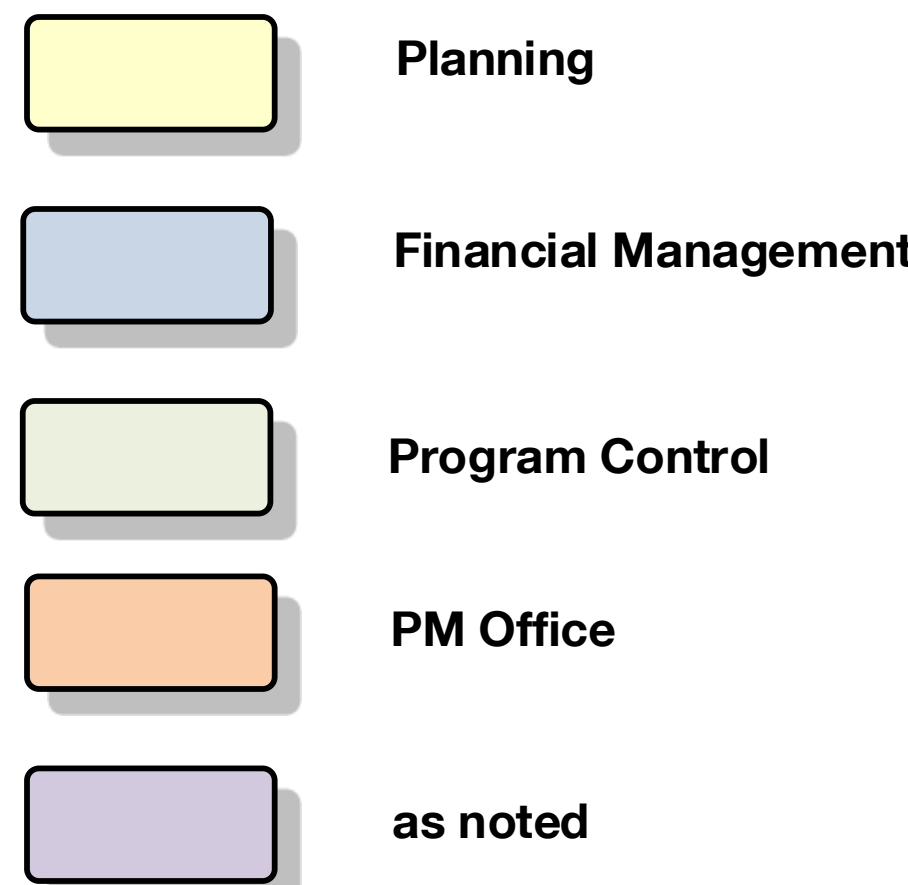 Planning
Financial Management
Program Control
PM Office
as noted